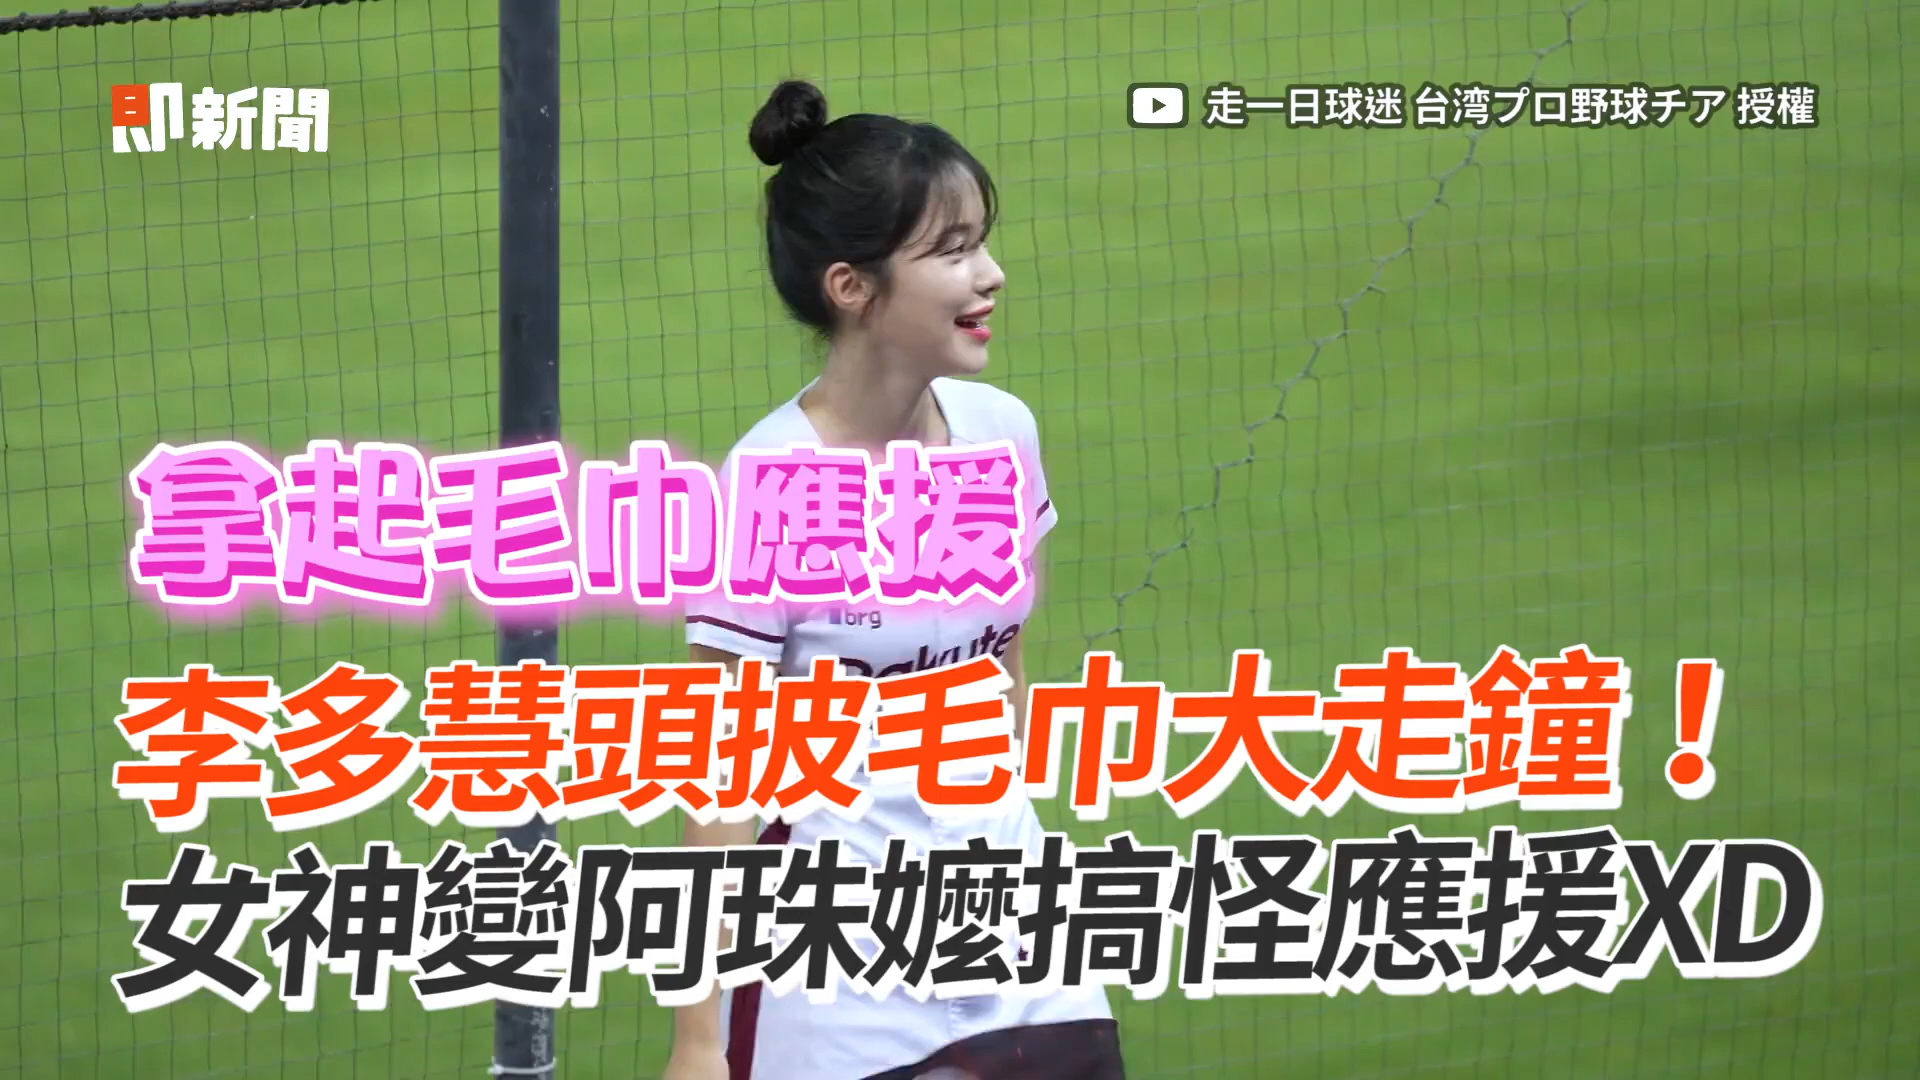 即新聞
走一日球迷 台湾プロ野球チア 授權
拿起毛巾應援
brg
Rakute
李多慧頭披毛巾大走鐘！
女神變阿珠嬤搞怪應援XD